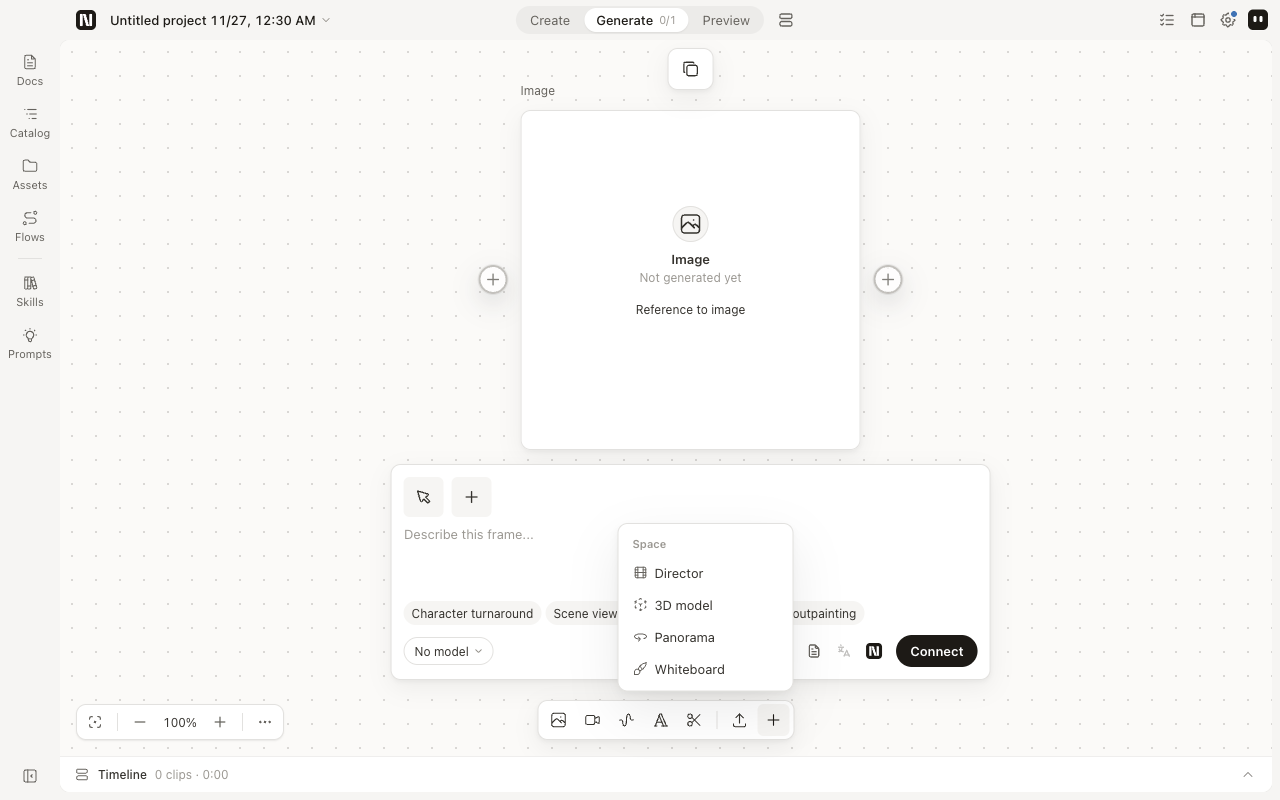 Untitled project 11/27, 12:30 AM
Create
Generate 0/1
Preview
Docs
Catalog
Assets
Flows
Skills
Prompts
Image
Image
Not generated yet
Reference to image
Describe this frame...
Space
Director
3D model
Panorama
Whiteboard
Character turnaround
Scene view
outpainting
No model
Connect
100%
Timeline 0 clips · 0:00